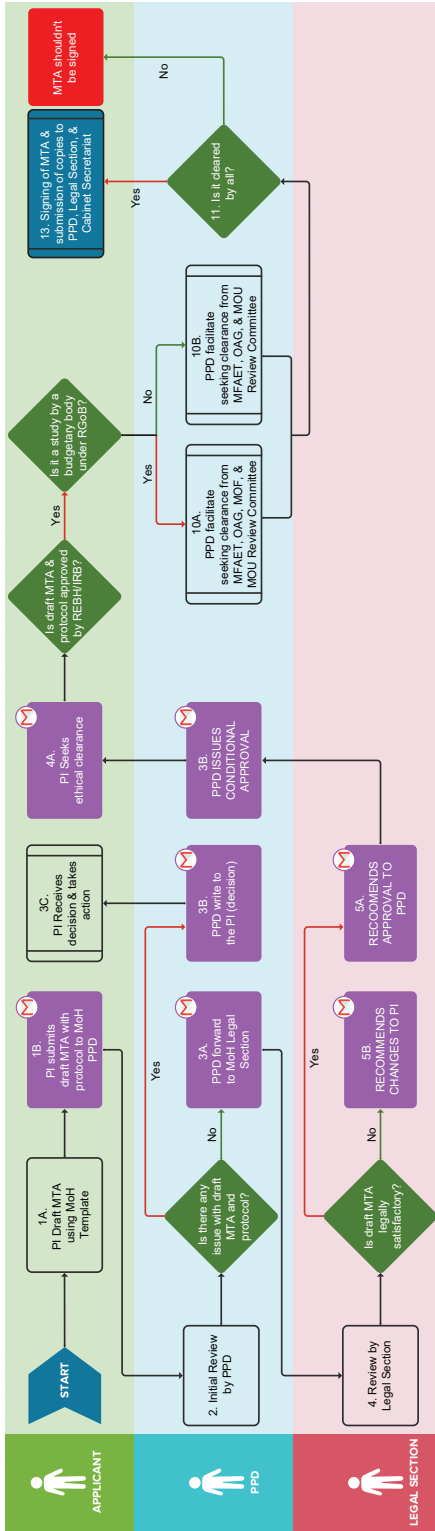 APPLICANT
START
1A.
PI Draft MTA
using MoH
Template
1B.
PI submits
draft MTA with
protocol to MoH
PPD
3C.
PI Receives
decision & takes
action
4A.
PI Seeks
ethical clearance
Is draft MTA &
protocol approved
by REBH/IRB?
Yes
Is it a study by a
budgetary body
under RGoB?
13. Signing of MTA &
submission of copies to
PPD, Legal Section, &
Cabinet Secretariat
MTA shouldn't
be signed
PPD
2. Initial Review
by PPD
Is there any
issue with draft
MTA and
protocol?
Yes
No
3A.
PPD forward
to MoH Legal
Section
3B.
PPD write to
the PI (decision)
3B.
PPD ISSUES
CONDITIONAL
APPROVAL
Yes
No
10A.
PPD facilitate
seeking clearance from
MFAET, OAG, MOF, &
MOU Review Committee
10B.
PPD facilitate
seeking clearance from
MFAET, OAG, & MOU
Review Committee
11. Is it cleared
by all?
Yes
No
LEGAL SECTION
4. Review by
Legal Section
Is draft MTA
legally
satisfactory?
Yes
No
5B.
RECOMMENDS
CHANGES TO PI
5A.
RECOOMENDS
APPROVAL TO
PPD